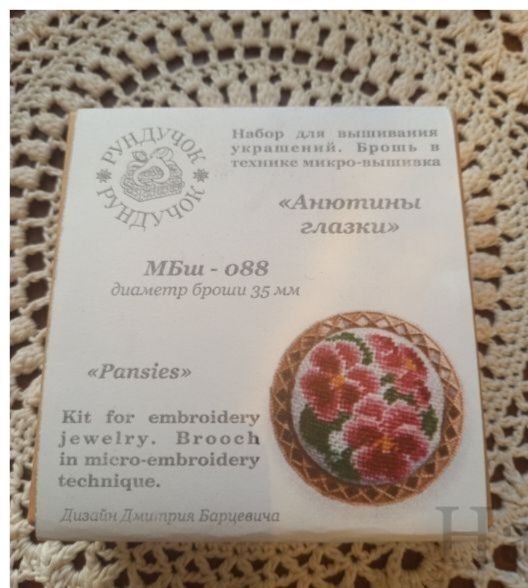 РУНДУЧОК
РУНДУЧОК
Набор для вышивания
украшений. Брошь в
технике микро-вышивка
«Анютины
глазки»
МБш - 088
диаметр броши 35 мм
«Pansies»
Kit for embroidery
jewelry. Brooch
in micro-embroidery
technique.
Дизайн Дмитрия Барцевича